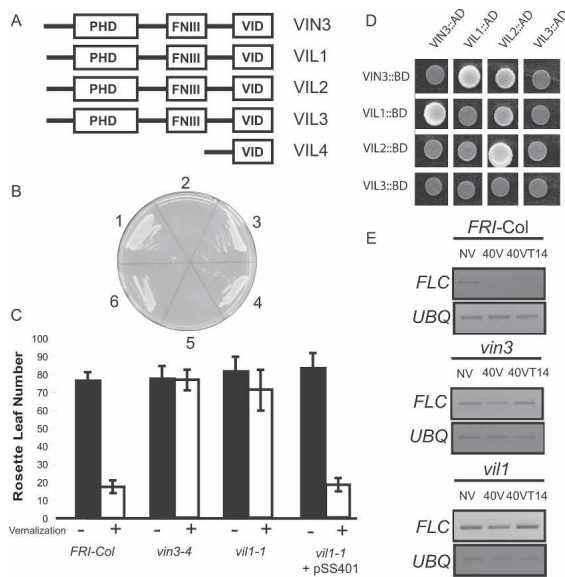 A
PHD FNIII VID VIN3
PHD FNIII VID VIL1
PHD FNIII VID VIL2
PHD FNIII VID VIL3
VID VIL4
B
1
2
3
4
5
6
C
Rosette Leaf Number
100
90
80
70
60
50
40
30
20
10
0
Vernalization - + - + - + - +
FRI-Col vin3-4 vil1-1 vil1-1
+ pSS401
D
VIN3::AD VIL1::AD VIL2::AD VIL3::AD
VIN3::BD
VIL1::BD
VIL2::BD
VIL3::BD
E
FRI-Col
NV 40V 40VT14
FLC
UBQ
vin3
NV 40V 40VT14
FLC
UBQ
vil1
NV 40V 40VT14
FLC
UBQ